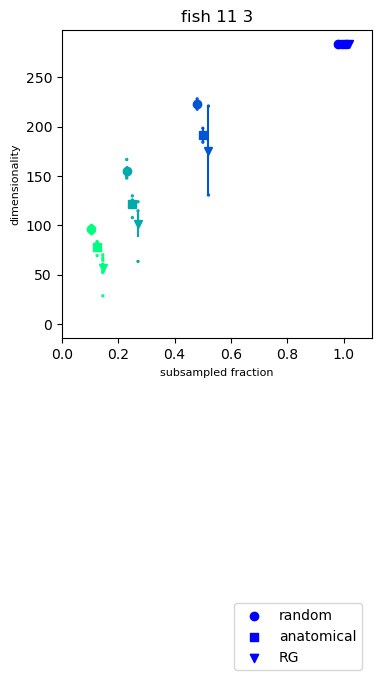 fish 11 3
dimensionality
250
200
150
100
50
0
0.0 0.2 0.4 0.6 0.8 1.0
subsampled fraction
random
anatomical
RG